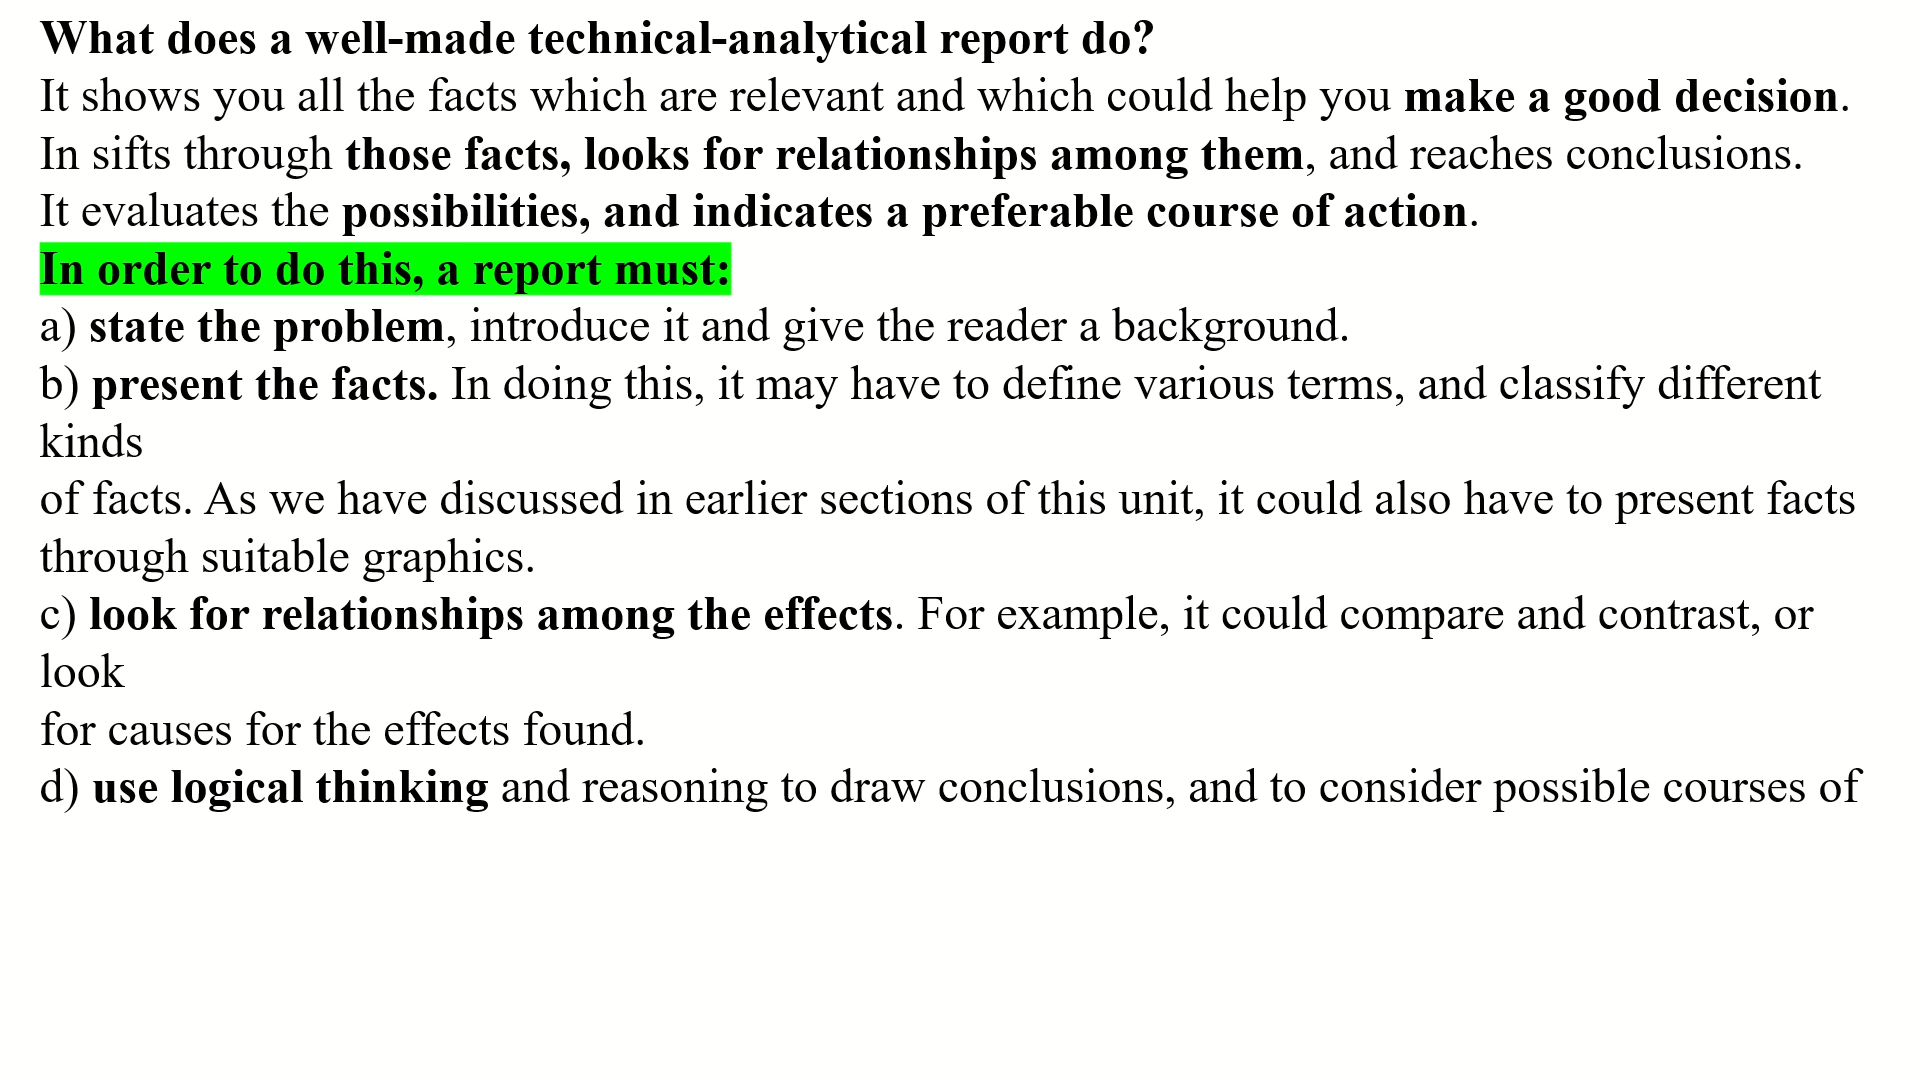 What does a well-made technical-analytical report do?
It shows you all the facts which are relevant and which could help you make a good decision.
In sifts through those facts, looks for relationships among them, and reaches conclusions.
It evaluates the possibilities, and indicates a preferable course of action.
In order to do this, a report must:
a) state the problem, introduce it and give the reader a background.
b) present the facts. In doing this, it may have to define various terms, and classify different
kinds
of facts. As we have discussed in earlier sections of this unit, it could also have to present facts
through suitable graphics.
c) look for relationships among the effects. For example, it could compare and contrast, or
look
for causes for the effects found.
d) use logical thinking and reasoning to draw conclusions, and to consider possible courses of